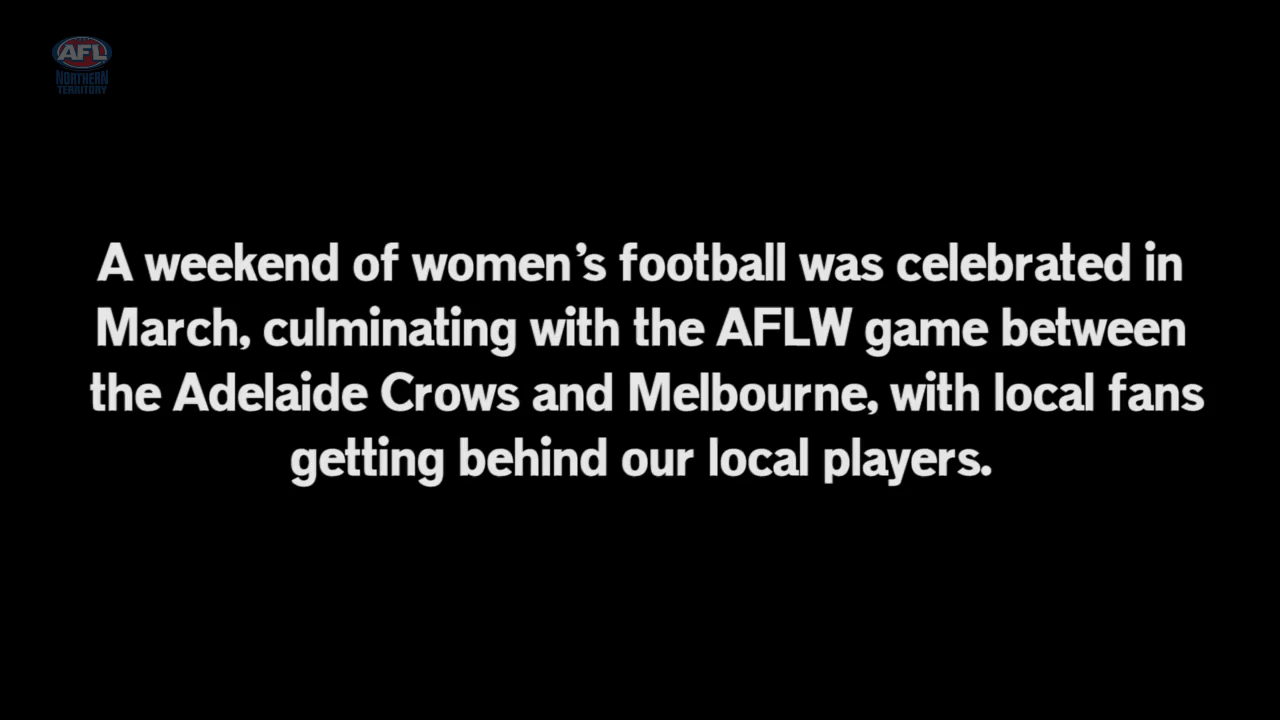 AFL
NORTHERN
TERRITORY
A weekend of women’s football was celebrated in
March, culminating with the AFLW game between
the Adelaide Crows and Melbourne, with local fans
getting behind our local players.